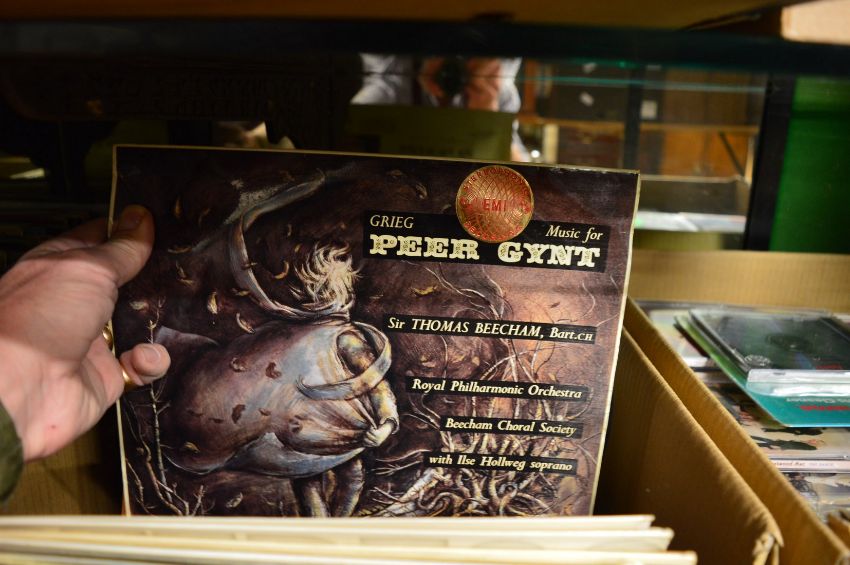 EMI
GRIEG Music for
PEER GYNT
Sir THOMAS BEECHAM, Bart.CH
Royal Philharmonic Orchestra
Beecham Choral Society
with Ilse Hollweg soprano